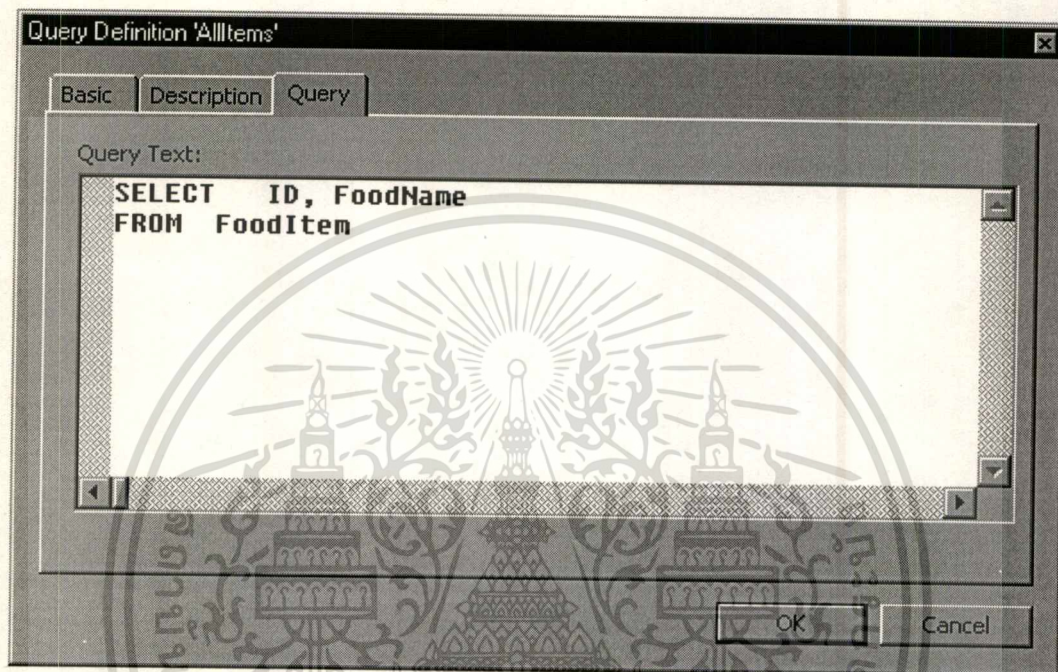 Query Definition 'AllItems'
Basic Description Query
Query Text:
SELECT ID, FoodName
FROM FoodItem
OK Cancel